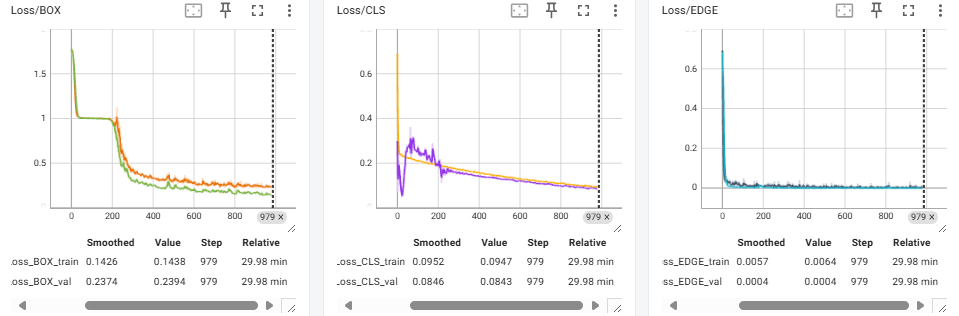 Loss/BOX
1.5
1
0.5
0 200 400 600 800
979 ×
Smoothed Value Step Relative
.oss_BOX_train 0.1426 0.1438 979 29.98 min
.oss_BOX_val 0.2374 0.2394 979 29.98 min
Loss/CLS
0.6
0.4
0.2
0 200 400 600 800
979 ×
Smoothed Value Step Relative
.oss_CLS_train 0.0952 0.0947 979 29.98 min
.oss_CLS_val 0.0846 0.0843 979 29.98 min
Loss/EDGE
0.6
0.4
0.2
0
0 200 400 600 800
979 ×
Smoothed Value Step Relative
ss_EDGE_train 0.0057 0.0064 979 29.98 min
ss_EDGE_val 0.0004 0.0004 979 29.98 min